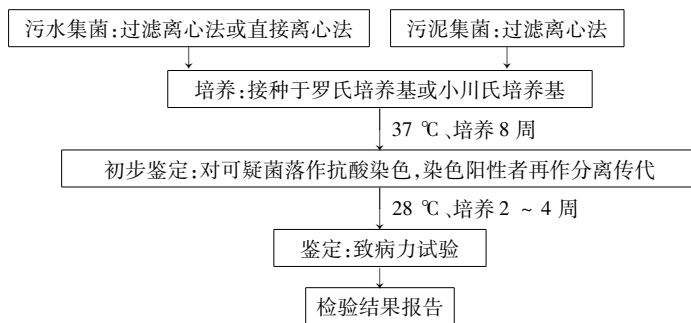 污水集菌:过滤离心法或直接离心法
污泥集菌:过滤离心法
培养:接种于罗氏培养基或小川氏培养基
37 ℃、培养 8 周
初步鉴定:对可疑菌落作抗酸染色,染色阳性者再作分离传代
28 ℃、培养 2 ~ 4 周
鉴定:致病力试验
检验结果报告